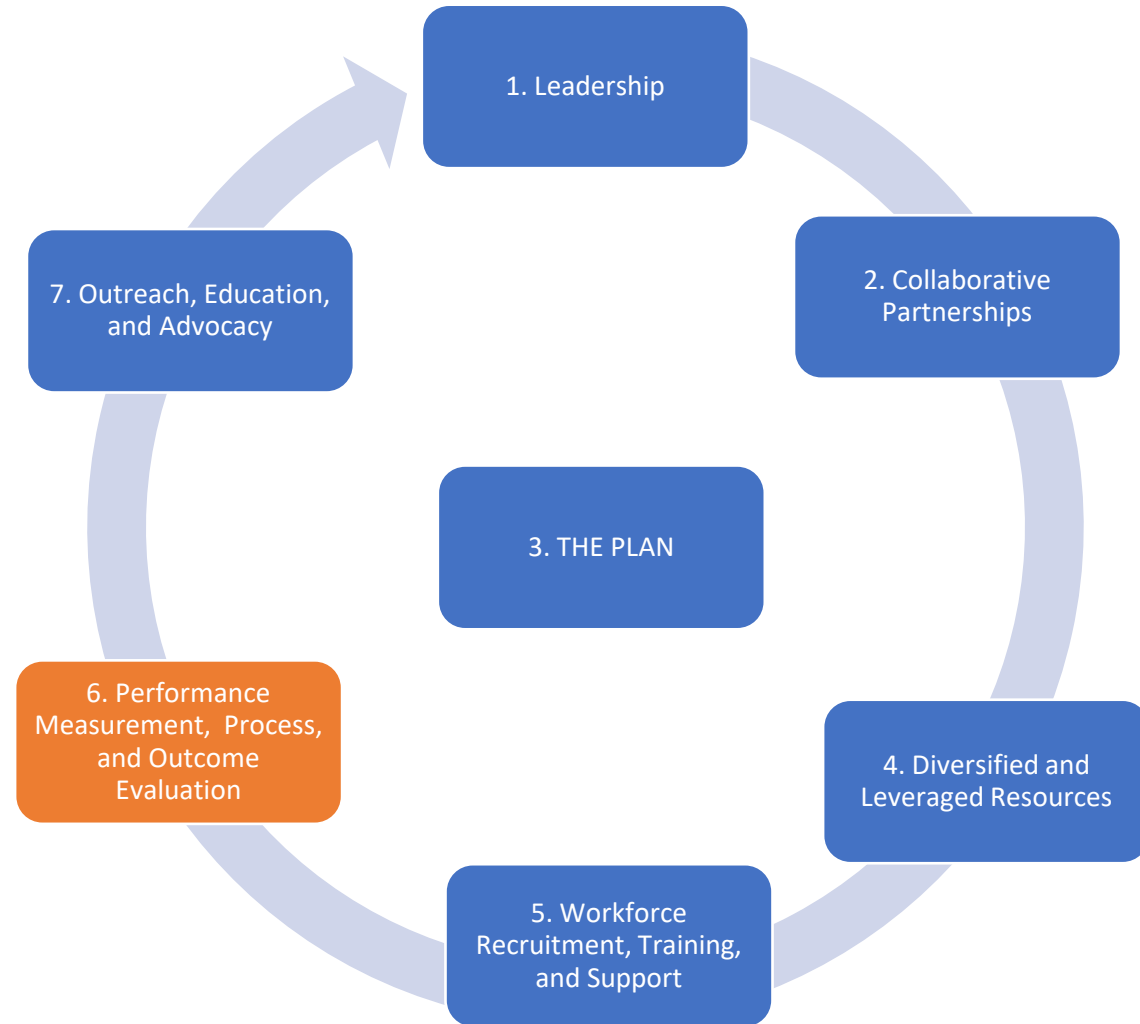 1. Leadership
2. Collaborative
Partnerships
3. THE PLAN
4. Diversified and
Leveraged Resources
5. Workforce
Recruitment, Training,
and Support
6. Performance
Measurement,  Process,
and Outcome
Evaluation
7. Outreach, Education,
and Advocacy